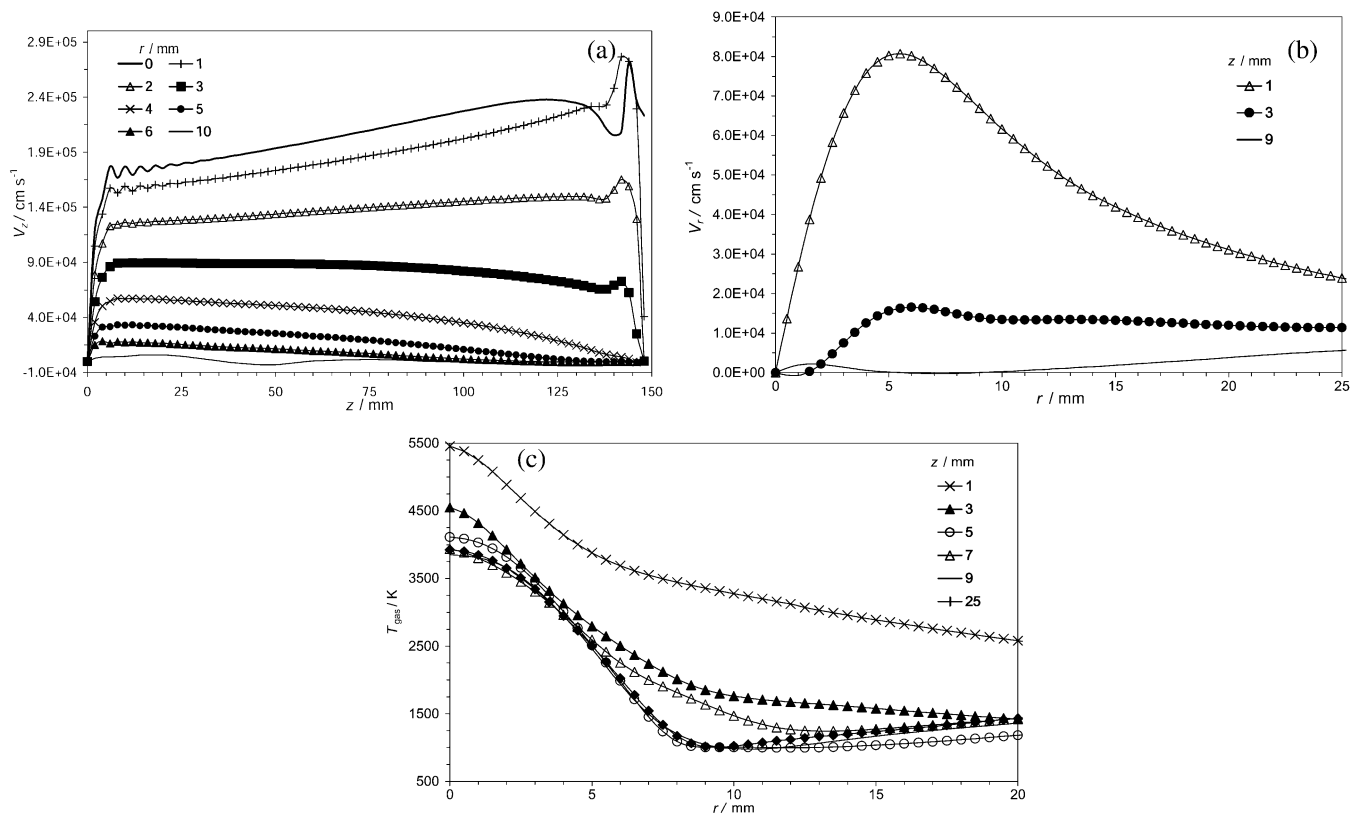 (a)
r / mm
0 1
2 3
4 5
6 10
2.9E+05
2.4E+05
1.9E+05
1.4E+05
9.0E+04
4.0E+04
-1.0E+04
Vz / cm s⁻¹
0 25 50 75 100 125 150
z / mm
(b)
z / mm
1
3
9
9.0E+04
8.0E+04
7.0E+04
6.0E+04
5.0E+04
4.0E+04
3.0E+04
2.0E+04
1.0E+04
0.0E+00
Vr / cm s⁻¹
0 5 10 15 20 25
r / mm
(c)
z / mm
1
3
5
7
9
25
5500
4500
3500
2500
1500
500
Tgas / K
0 5 10 15 20
r / mm